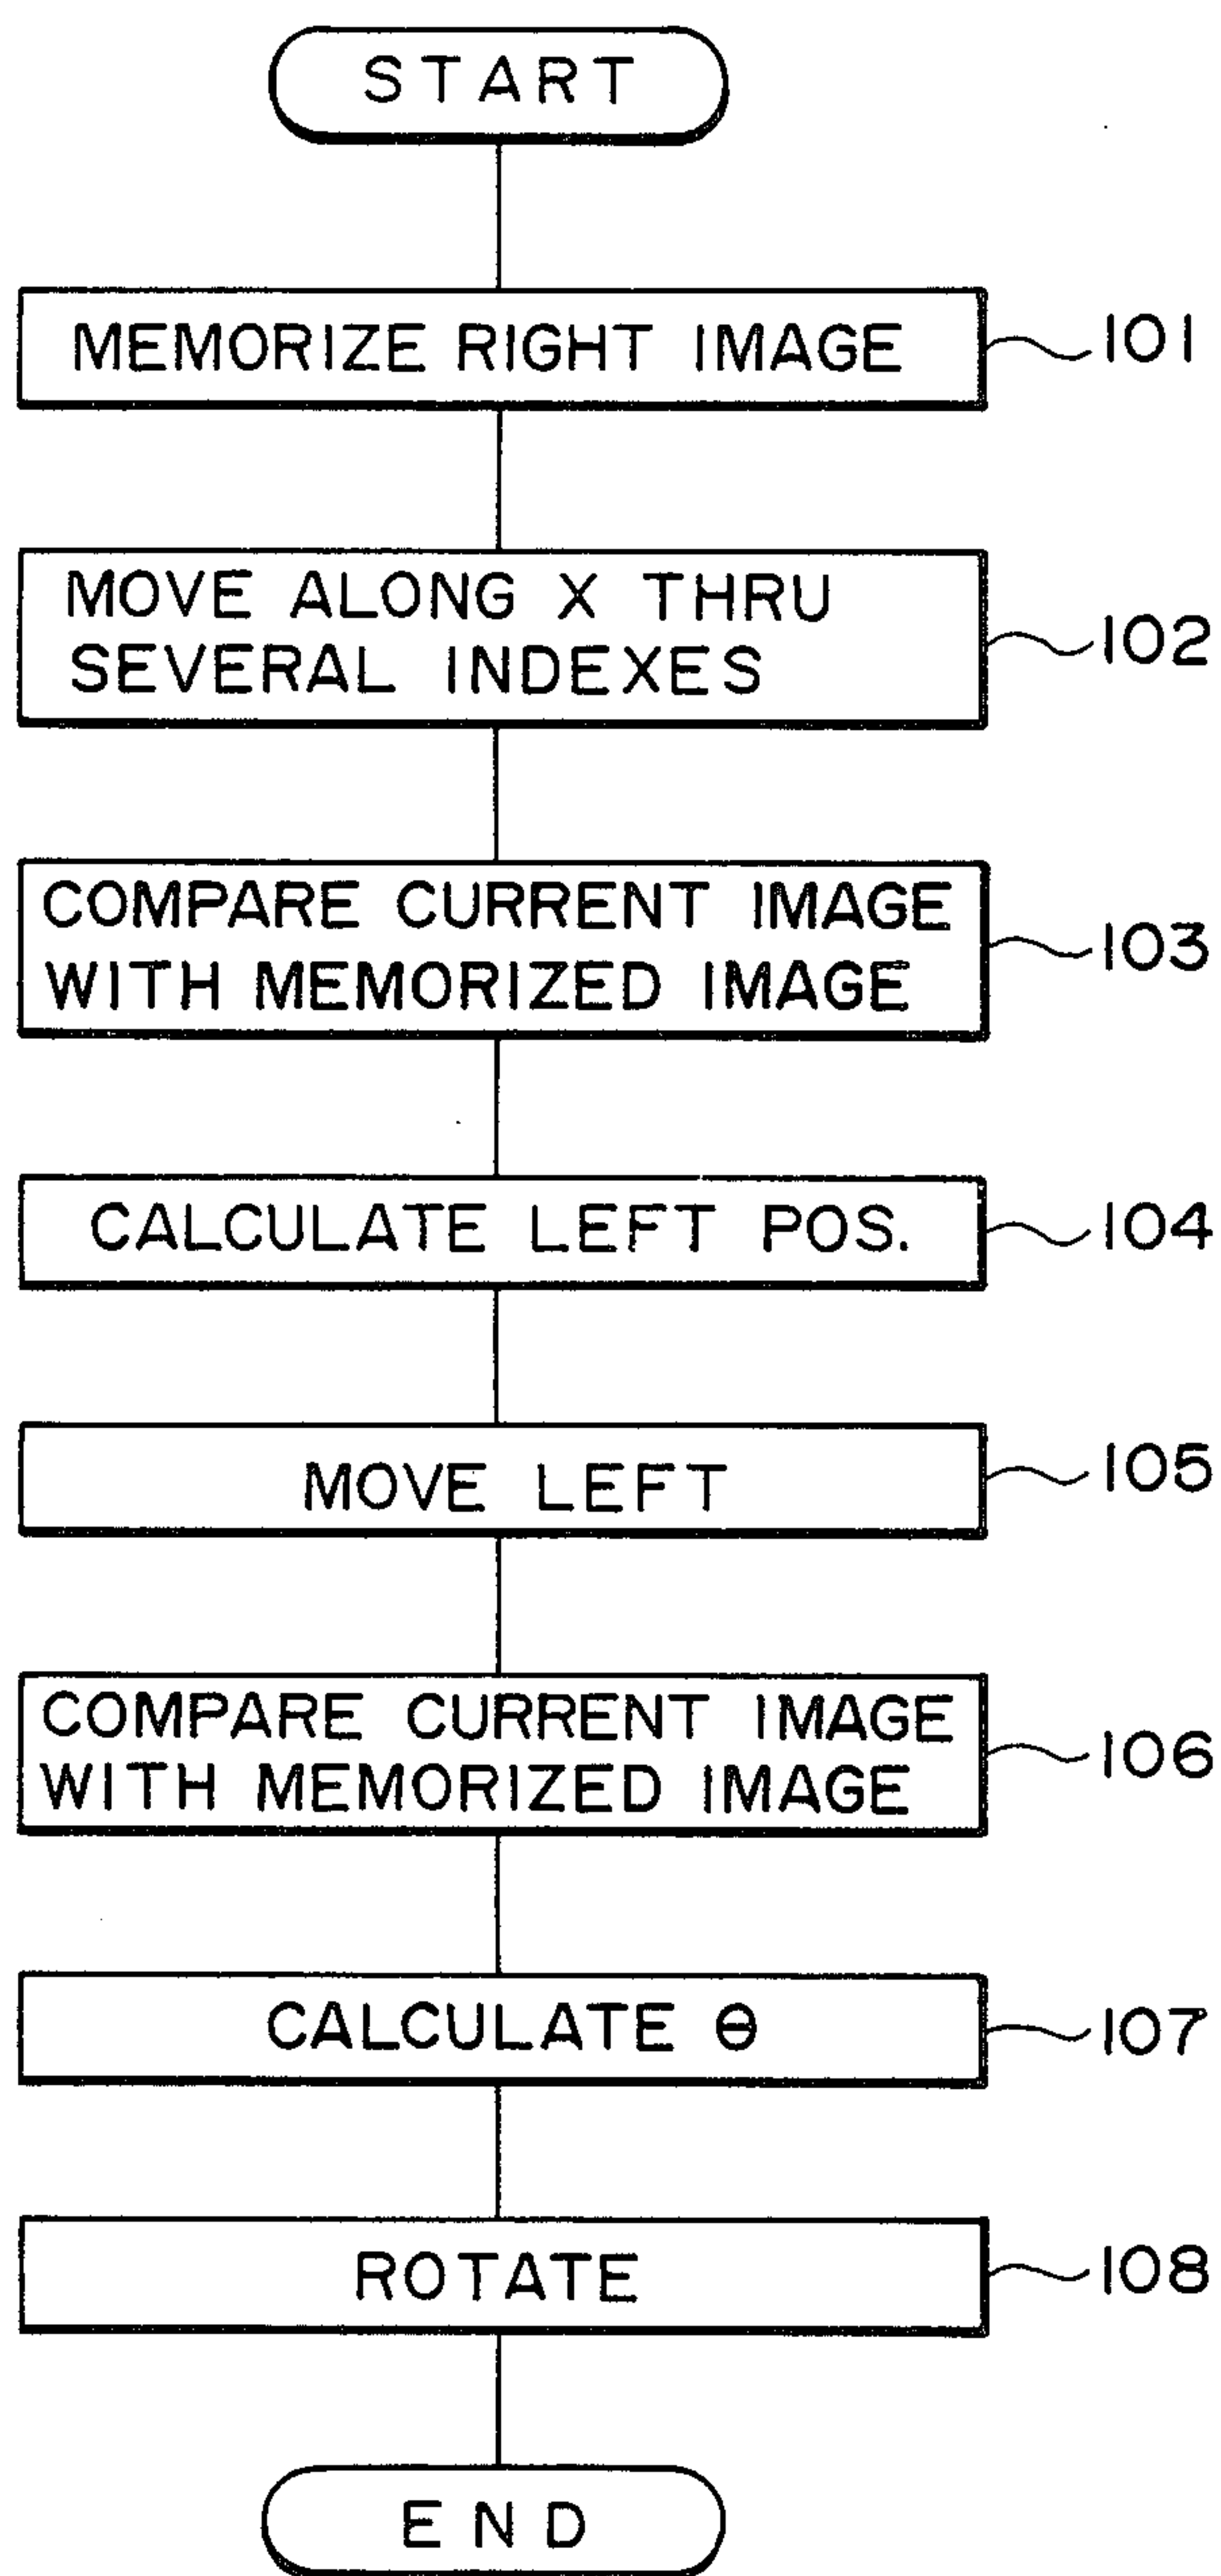 START
MEMORIZE RIGHT IMAGE
101
MOVE ALONG X THRU
SEVERAL INDEXES
102
COMPARE CURRENT IMAGE
WITH MEMORIZED IMAGE
103
CALCULATE LEFT POS.
104
MOVE LEFT
105
COMPARE CURRENT IMAGE
WITH MEMORIZED IMAGE
106
CALCULATE Θ
107
ROTATE
108
END